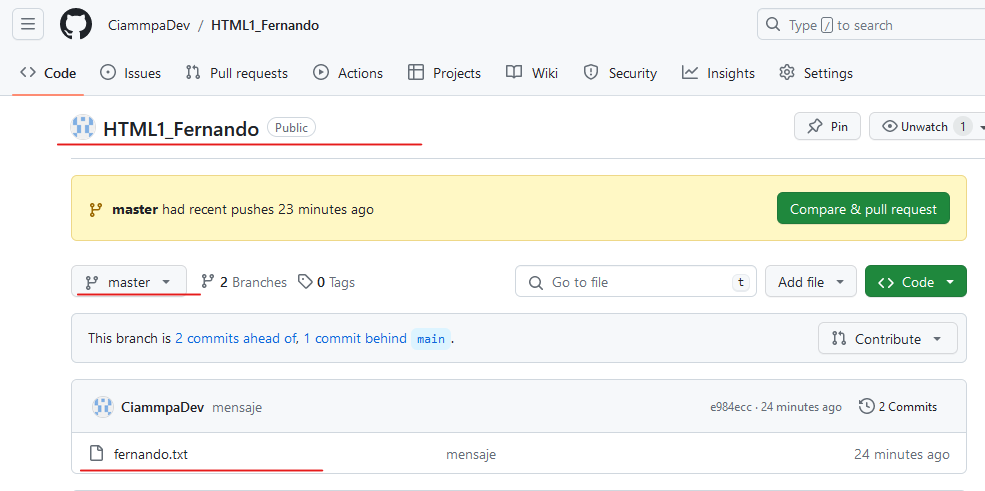 CiammpaDev / HTML1_Fernando
Type / to search
Code Issues Pull requests Actions Projects Wiki Security Insights Settings
HTML1_Fernando Public
Pin Unwatch 1
master had recent pushes 23 minutes ago
Compare & pull request
master 2 Branches 0 Tags Go to file t Add file Code
This branch is 2 commits ahead of, 1 commit behind main.
Contribute
CiammpaDev mensaje e984ecc · 24 minutes ago 2 Commits
fernando.txt mensaje 24 minutes ago